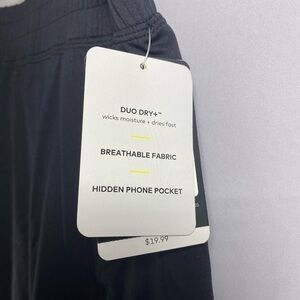 DUO DRY+™
wicks moisture + dries fast
BREATHABLE FABRIC
HIDDEN PHONE POCKET
$19.99